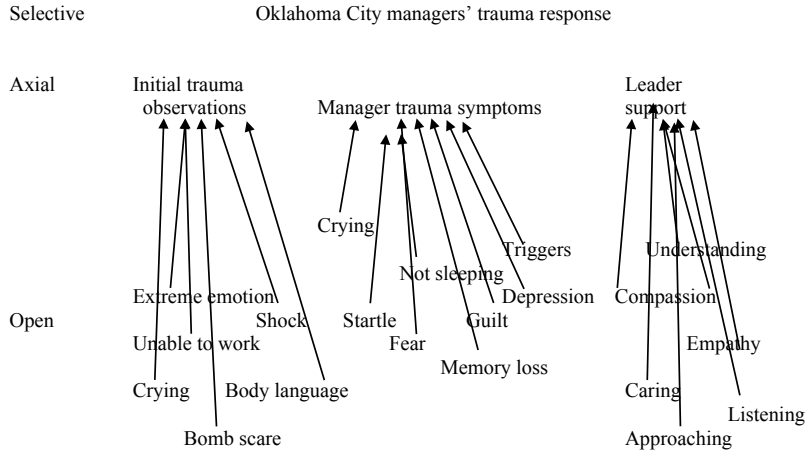 Selective Oklahoma City managers’ trauma response
Axial Initial trauma Leader
observations Manager trauma symptoms support
Crying
Triggers Understanding
Not sleeping
Extreme emotion Depression Compassion
Open Shock Startle Guilt
Unable to work Fear Empathy
Memory loss
Crying Body language Caring
Listening
Bomb scare Approaching